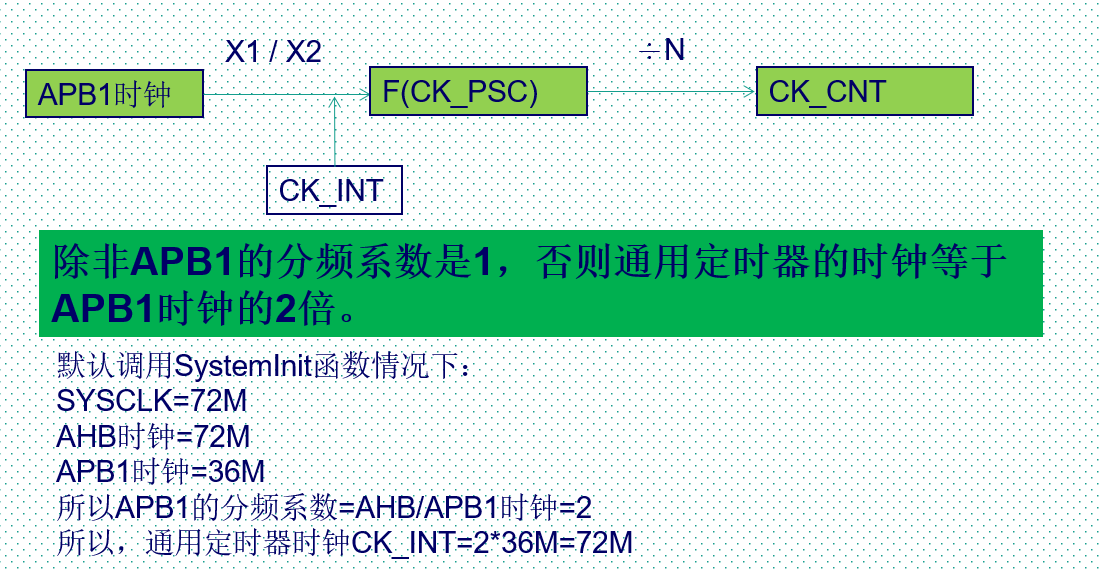 X1 / X2
÷N
APB1时钟
F(CK_PSC)
CK_CNT
CK_INT
除非APB1的分频系数是1，否则通用定时器的时钟等于
APB1时钟的2倍。
默认调用SystemInit函数情况下：
SYSCLK=72M
AHB时钟=72M
APB1时钟=36M
所以APB1的分频系数=AHB/APB1时钟=2
所以，通用定时器时钟CK_INT=2*36M=72M